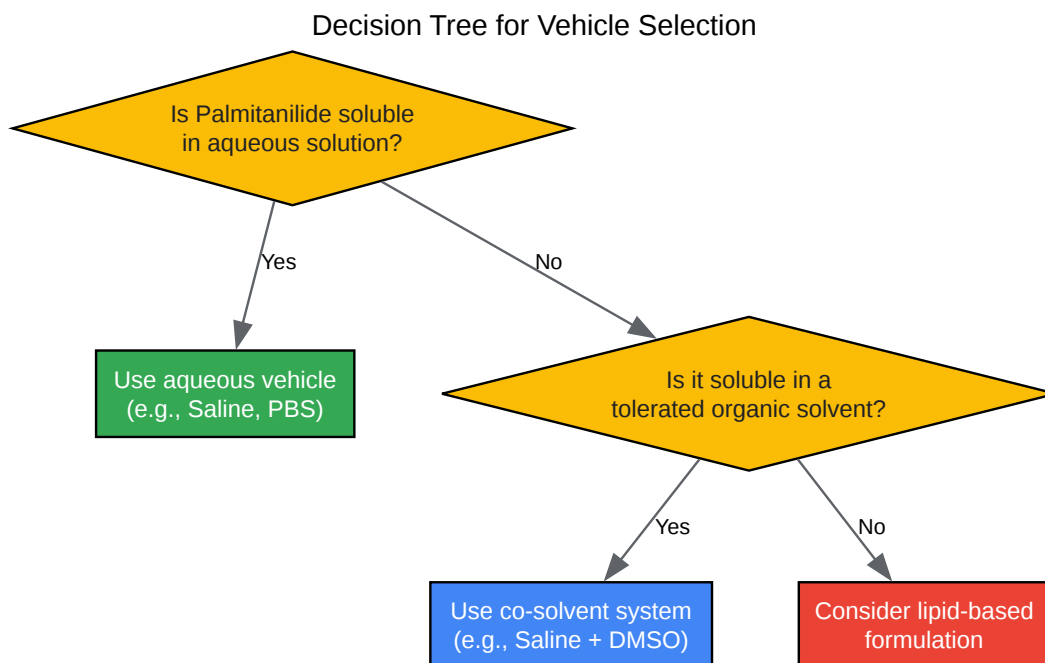 Decision Tree for Vehicle Selection
Is Palmitanilide soluble
in aqueous solution?
Yes
No
Use aqueous vehicle
(e.g., Saline, PBS)
Is it soluble in a
tolerated organic solvent?
Yes
No
Use co-solvent system
(e.g., Saline + DMSO)
Consider lipid-based
formulation